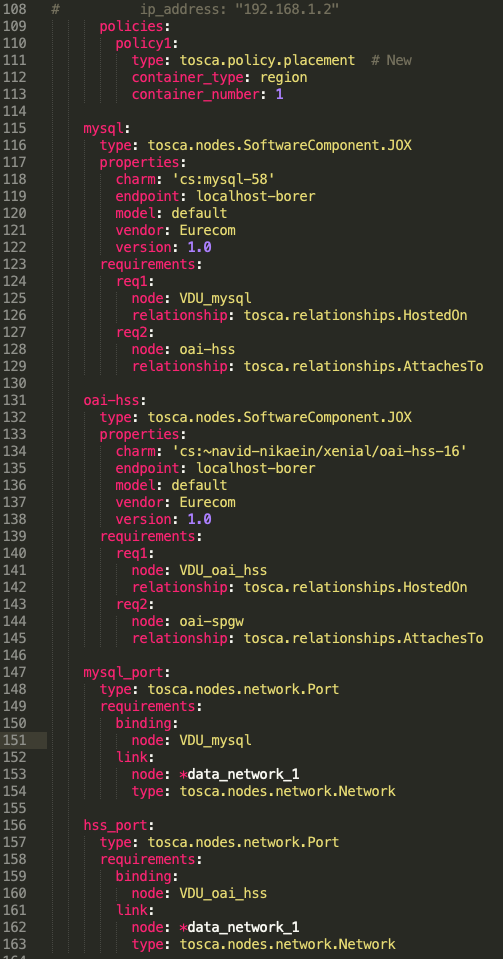 108 #          ip_address: "192.168.1.2"
109       policies:
110         policy1:
111           type: tosca.policy.placement  # New
112           container_type: region
113           container_number: 1
114
115     mysql:
116       type: tosca.nodes.SoftwareComponent.JOX
117       properties:
118         charm: 'cs:mysql-58'
119         endpoint: localhost-borer
120         model: default
121         vendor: Eurecom
122         version: 1.0
123       requirements:
124         req1:
125           node: VDU_mysql
126           relationship: tosca.relationships.HostedOn
127         req2:
128           node: oai-hss
129           relationship: tosca.relationships.AttachesTo
130
131     oai-hss:
132       type: tosca.nodes.SoftwareComponent.JOX
133       properties:
134         charm: 'cs:~navid-nikaein/xenial/oai-hss-16'
135         endpoint: localhost-borer
136         model: default
137         vendor: Eurecom
138         version: 1.0
139       requirements:
140         req1:
141           node: VDU_oai_hss
142           relationship: tosca.relationships.HostedOn
143         req2:
144           node: oai-spgw
145           relationship: tosca.relationships.AttachesTo
146
147     mysql_port:
148       type: tosca.nodes.network.Port
149       requirements:
150         binding:
151           node: VDU_mysql
152         link:
153           node: *data_network_1
154           type: tosca.nodes.network.Network
155
156     hss_port:
157       type: tosca.nodes.network.Port
158       requirements:
159         binding:
160           node: VDU_oai_hss
161         link:
162           node: *data_network_1
163           type: tosca.nodes.network.Network